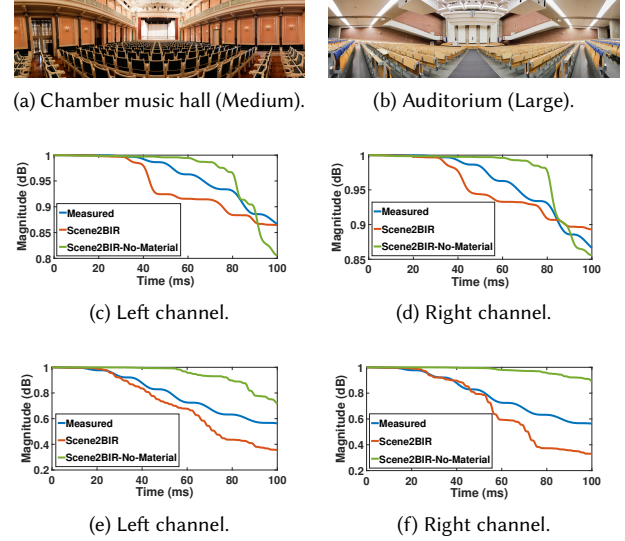 (a) Chamber music hall (Medium).
(b) Auditorium (Large).
1
0.95
0.9
0.85
0.8
Magnitude (dB)
Measured
Scene2BIR
Scene2BIR-No-Material
0 20 40 60 80 100
Time (ms)
(c) Left channel.
1
0.95
0.9
0.85
Magnitude (dB)
Measured
Scene2BIR
Scene2BIR-No-Material
0 20 40 60 80 100
Time (ms)
(d) Right channel.
1
0.8
0.6
0.4
0.2
Magnitude (dB)
Measured
Scene2BIR
Scene2BIR-No-Material
0 20 40 60 80 100
Time (ms)
(e) Left channel.
1
0.8
0.6
0.4
0.2
Magnitude (dB)
Measured
Scene2BIR
Scene2BIR-No-Material
0 20 40 60 80 100
Time (ms)
(f) Right channel.